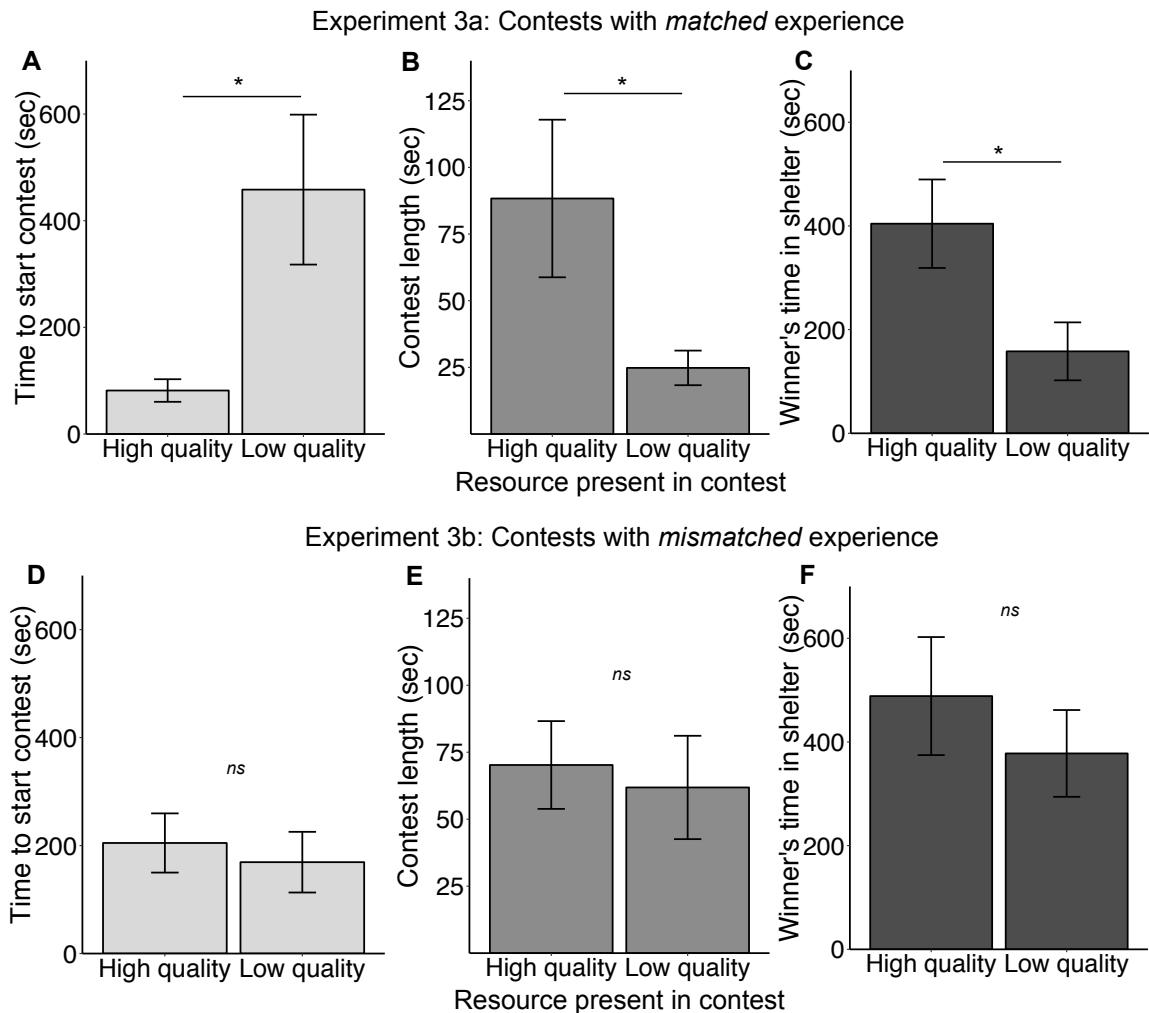 Experiment 3a: Contests with matched experience
A
Time to start contest (sec)
600
400
200
0
*
High quality
Low quality
B
Contest length (sec)
125
100
75
50
25
*
High quality
Low quality
C
Winner's time in shelter (sec)
600
400
200
0
*
High quality
Low quality
Resource present in contest
Experiment 3b: Contests with mismatched experience
D
Time to start contest (sec)
600
400
200
0
ns
High quality
Low quality
E
Contest length (sec)
125
100
75
50
25
ns
High quality
Low quality
F
Winner's time in shelter (sec)
600
400
200
0
ns
High quality
Low quality
Resource present in contest